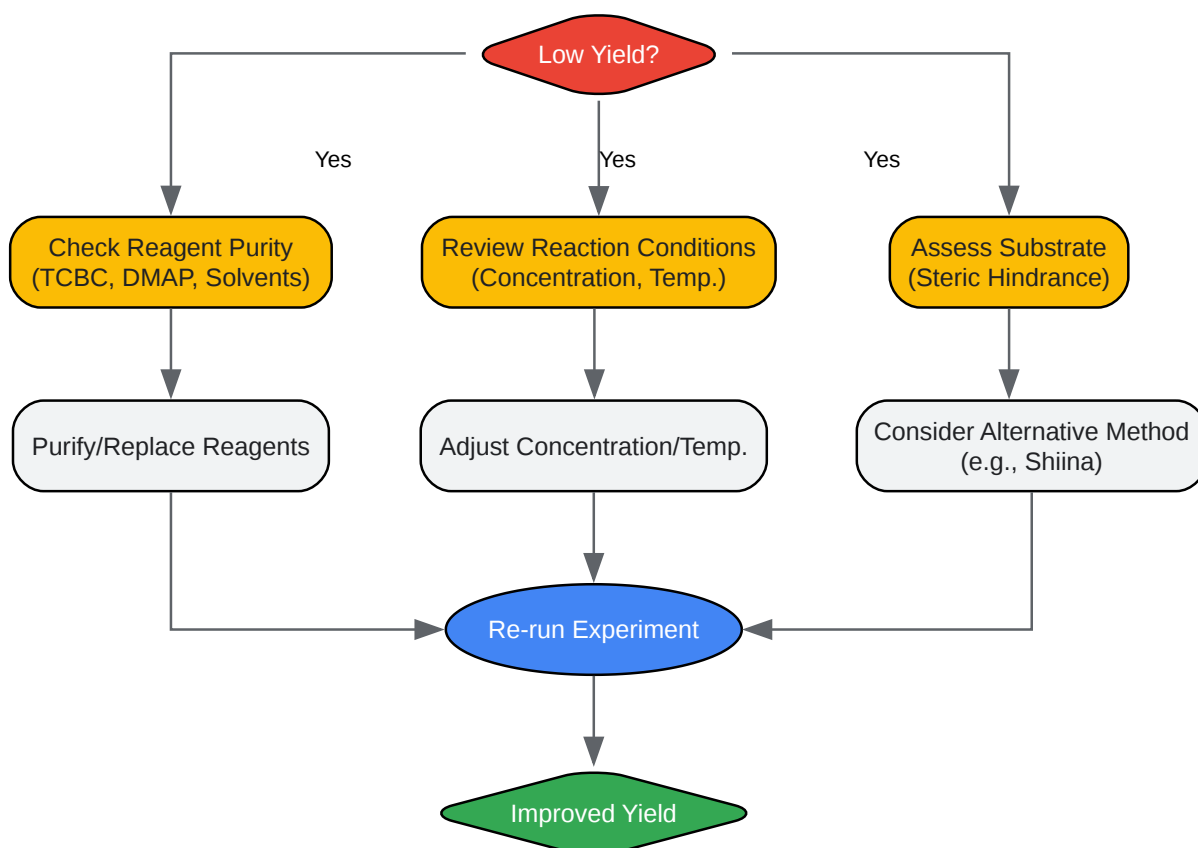 Low Yield?
Yes
Yes
Yes
Check Reagent Purity
(TCBC, DMAP, Solvents)
Review Reaction Conditions
(Concentration, Temp.)
Assess Substrate
(Steric Hindrance)
Purify/Replace Reagents
Adjust Concentration/Temp.
Consider Alternative Method
(e.g., Shiina)
Re-run Experiment
Improved Yield